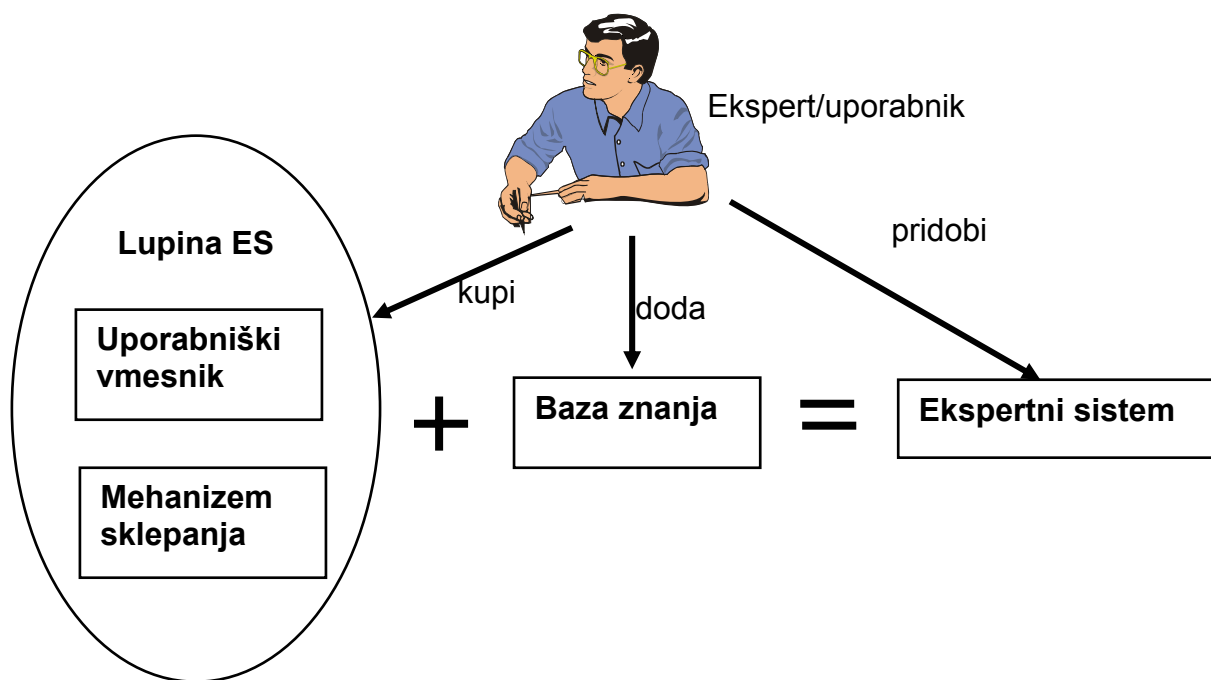 Ekspert/uporabnik
Lupina ES
kupi
doda
pridobi
Uporabniški
vmesnik
Mehanizem
sklepanja
+
Baza znanja
=
Ekspertni sistem